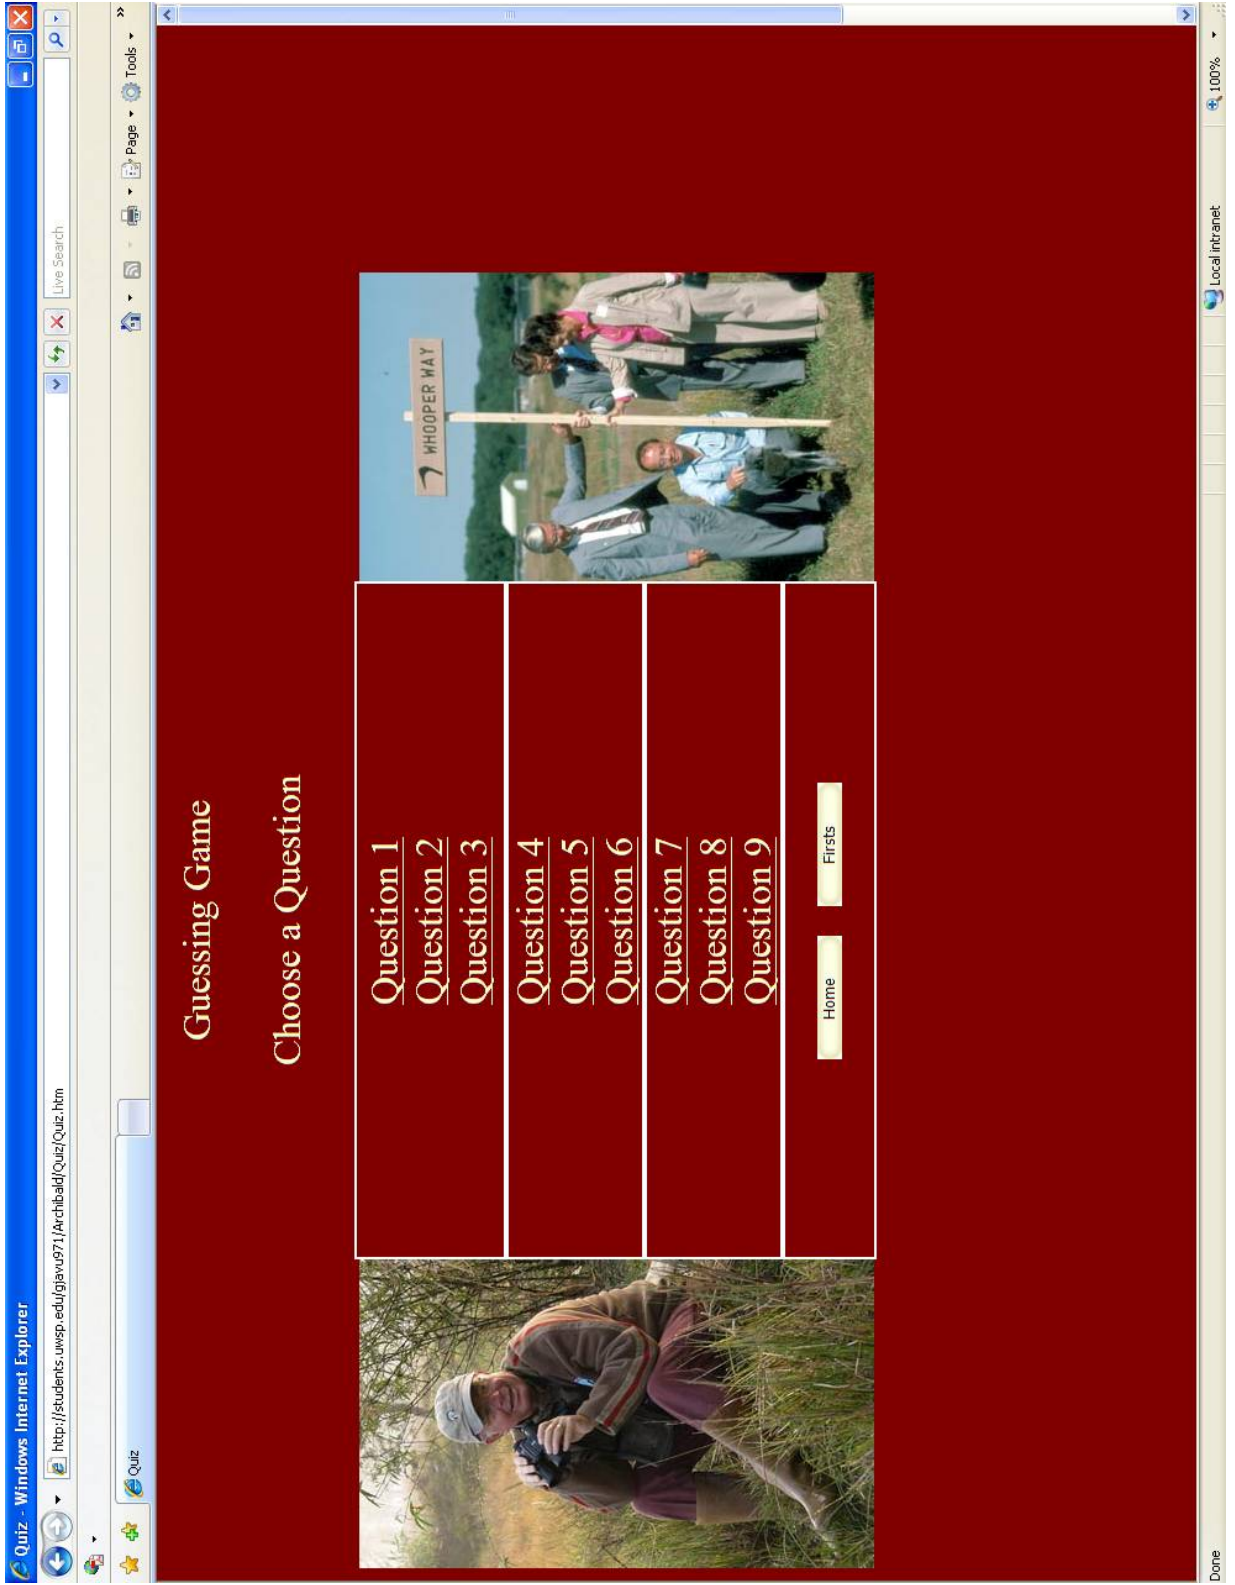 Quiz - Windows Internet Explorer
http://students.uwsp.edu/gjavu971/Archibald/Quiz/Quiz.htm
Live Search
Quiz
Page
Tools
Guessing Game
Choose a Question
Question 1
Question 2
Question 3
Question 4
Question 5
Question 6
Question 7
Question 8
Question 9
Home
Firsts
WHOOPER WAY
Done
Local intranet
100%